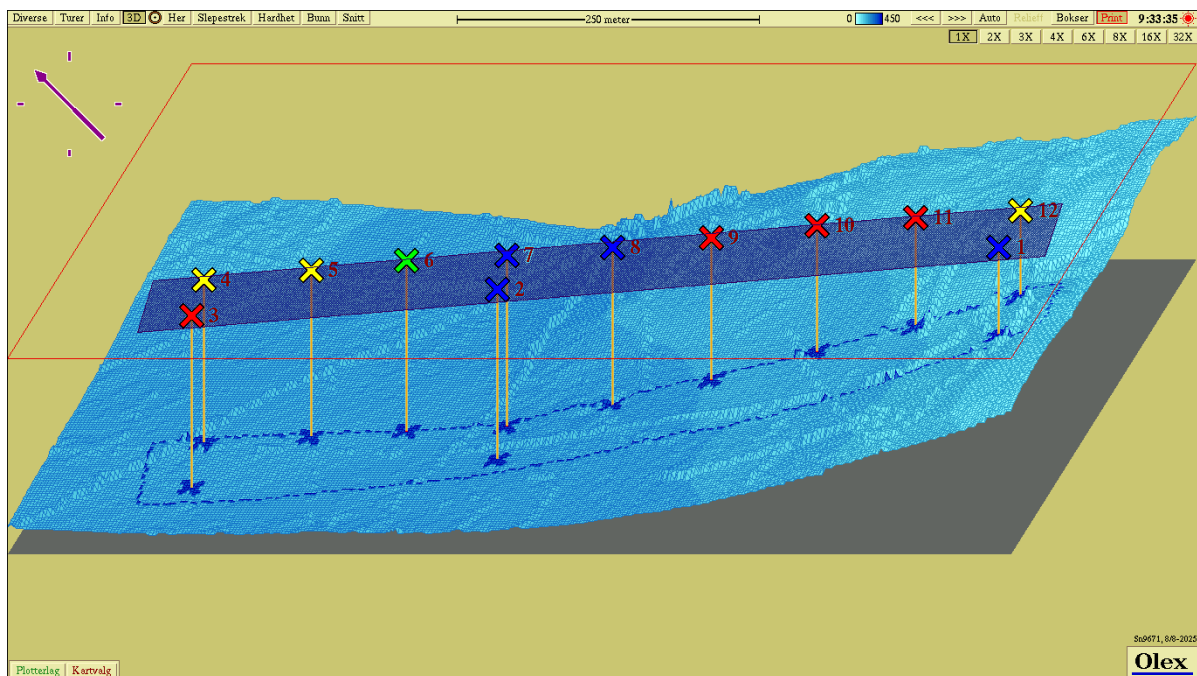 Diverse Turer Info 3D Her Slepestrek Hardhet Bunn Snitt 250 meter 0 450 <<< >>> Auto Relieff Bokser Print 9:33:35
1X 2X 3X 4X 6X 8X 16X 32X
12
11
10
9
1
8
7
6
5
4
2
3
Sn9671, 8/8-2025
Olex
Plotterlag Kartvalg